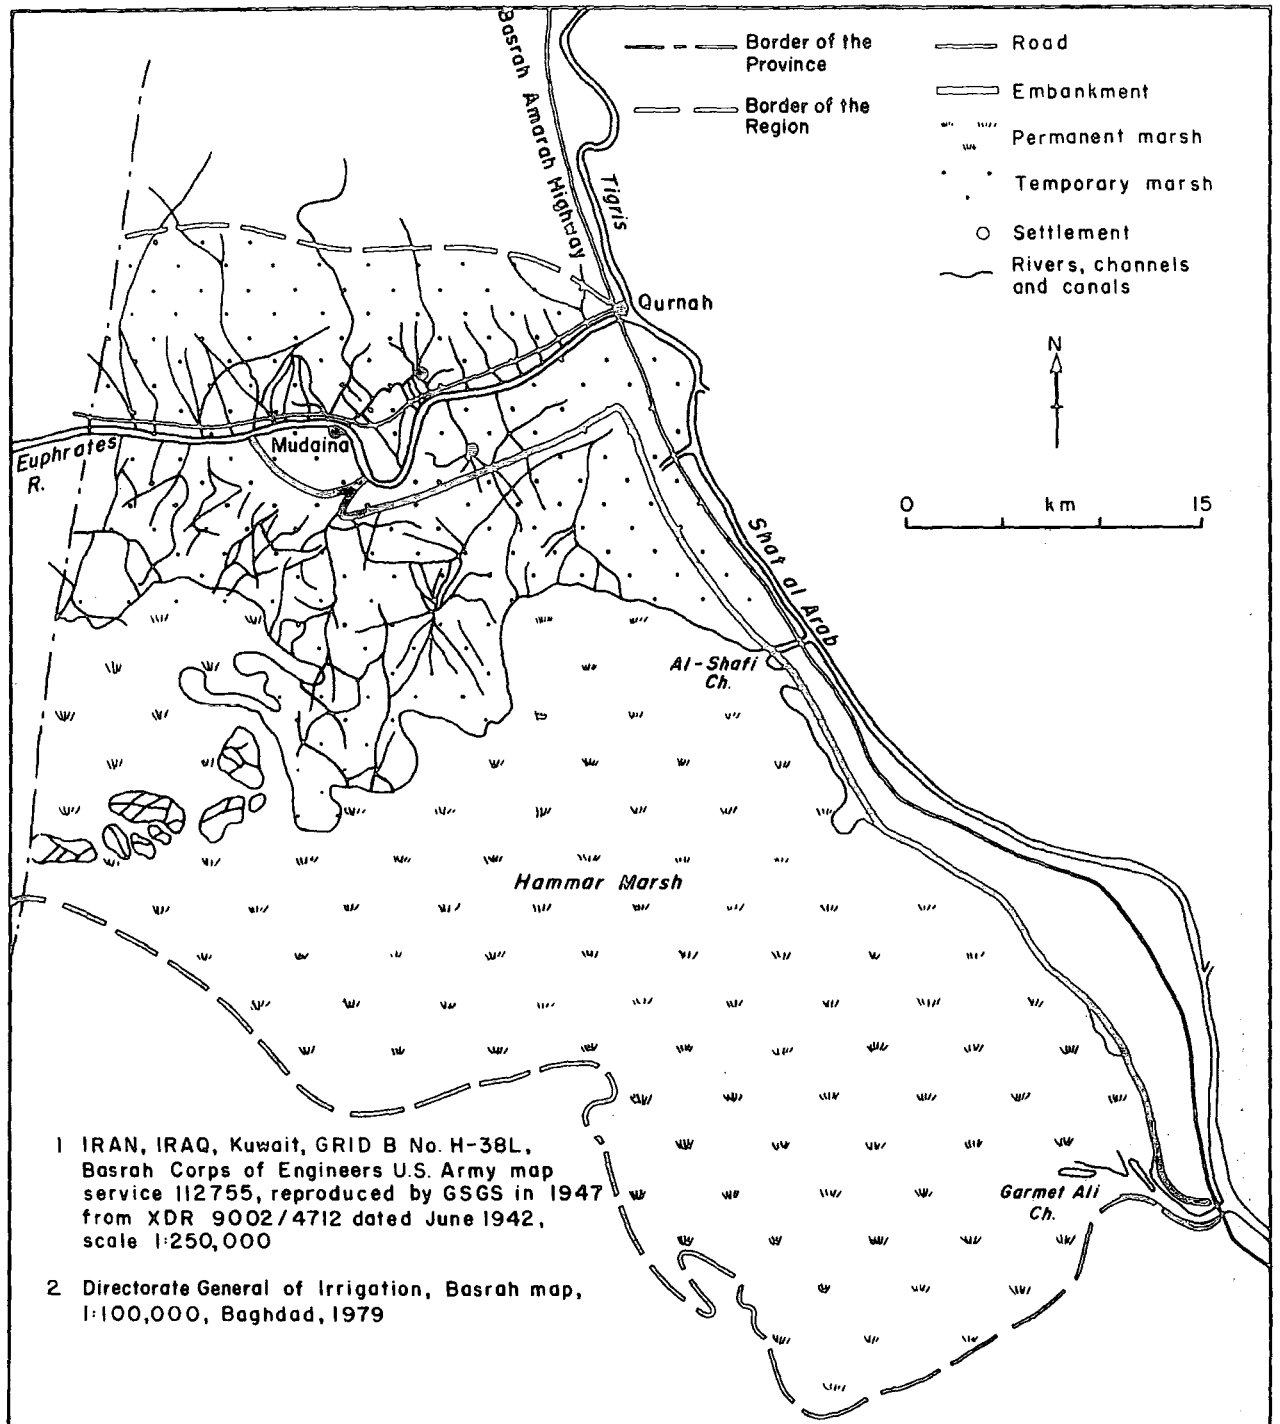 Basrah Amarah Highway
Tigris
Border of the
Province
Border of the
Region
Road
Embankment
Permanent marsh
Temporary marsh
Settlement
Rivers, channels
and canals
Qurnah
N
0 km 15
Euphrates
R.
Mudaina
Shat al Arab
Al-Shafi
Ch.
Hammar Marsh
Garmet Ali
Ch.
1 IRAN, IRAQ, Kuwait, GRID B No. H-38L,
Basrah Corps of Engineers U.S. Army map
service 112755, reproduced by GSGS in 1947
from XDR 9002/4712 dated June 1942,
scale 1:250,000
2 Directorate General of Irrigation, Basrah map,
1:100,000, Baghdad, 1979